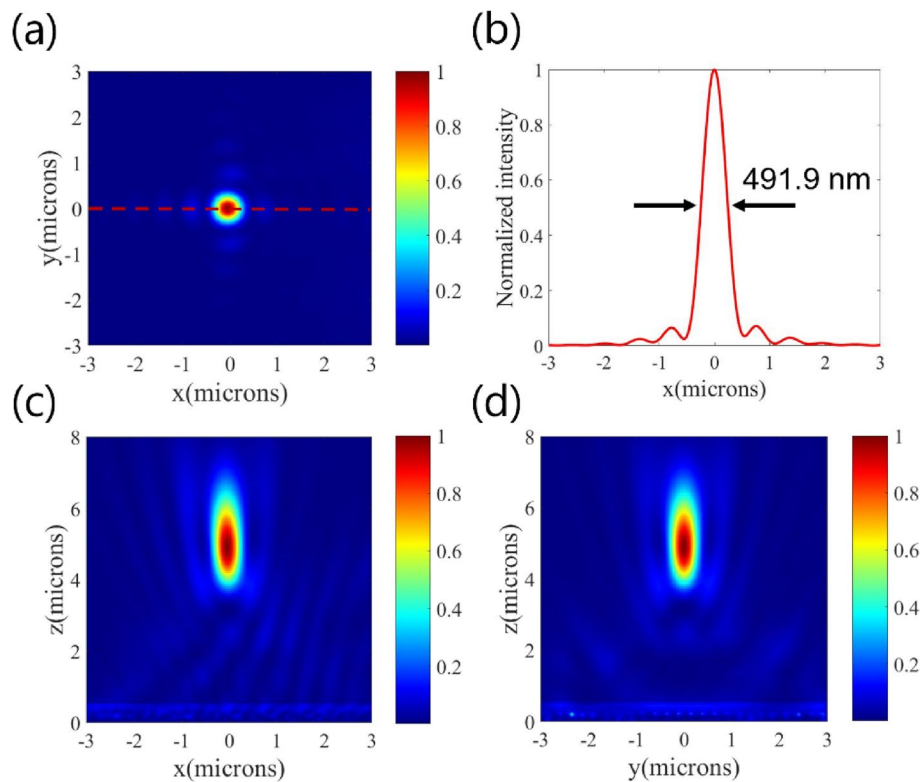 (a)
3
2
1
0
-1
-2
-3
y(microns)
-3 -2 -1 0 1 2 3
x(microns)
1
0.8
0.6
0.4
0.2
(b)
1
0.8
0.6
0.4
0.2
0
Normalized intensity
491.9 nm
-3 -2 -1 0 1 2 3
x(microns)
(c)
8
6
4
2
0
z(microns)
-3 -2 -1 0 1 2 3
x(microns)
1
0.8
0.6
0.4
0.2
(d)
8
6
4
2
0
z(microns)
-3 -2 -1 0 1 2 3
y(microns)
1
0.8
0.6
0.4
0.2